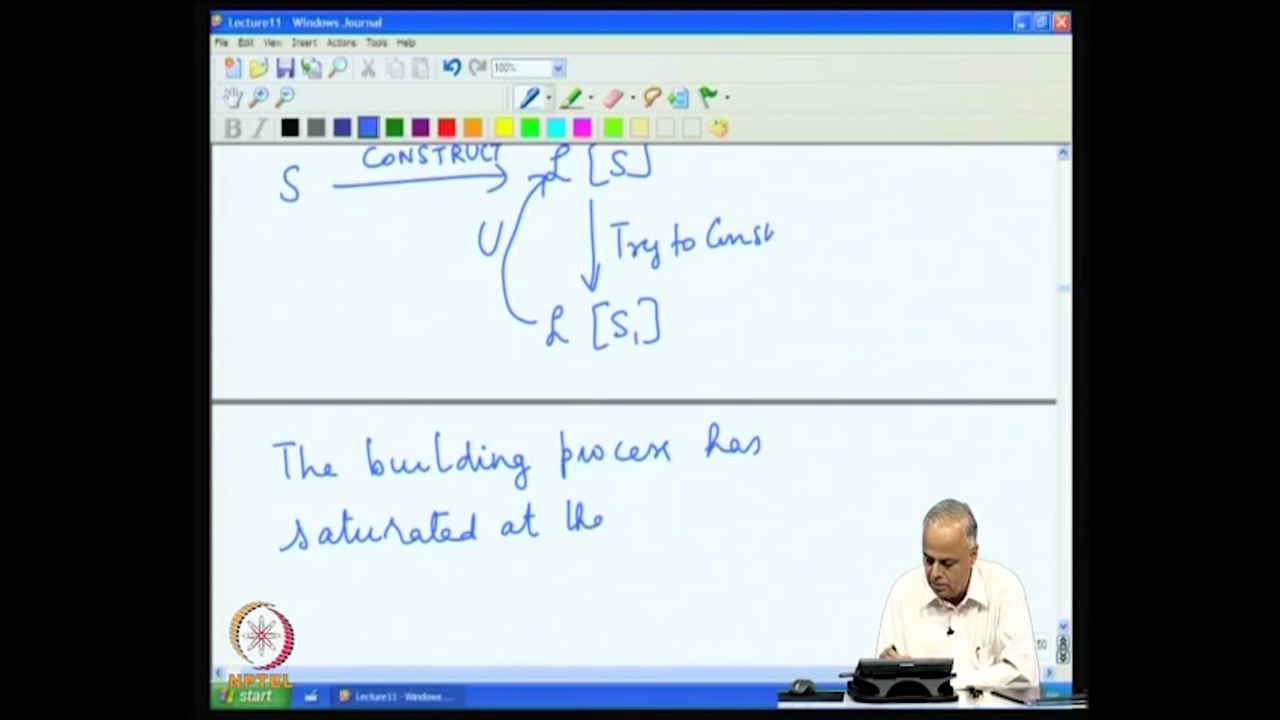 Lecture11 - Windows Journal
File Edit View Insert Actions Tools Help
100%
B I
CONSTRUCT
S ℒ [S]
U Try to Const
ℒ [S₁]
The building process has
saturated at the
50
NPTEL
start Lecture11 - Windows ...